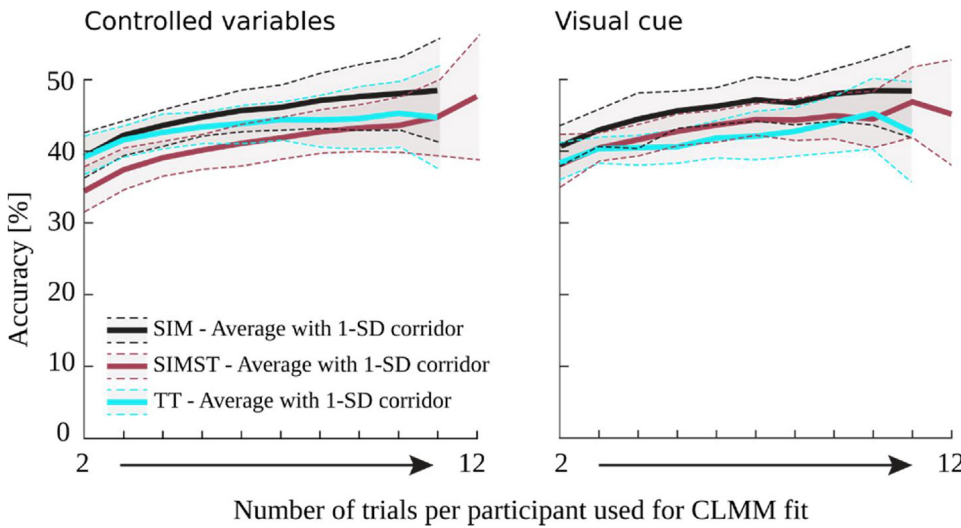 Controlled variables
Visual cue
Accuracy [%]
50
40
30
20
10
0
SIM - Average with 1-SD corridor
SIMST - Average with 1-SD corridor
TT - Average with 1-SD corridor
2
12
2
12
Number of trials per participant used for CLMM fit